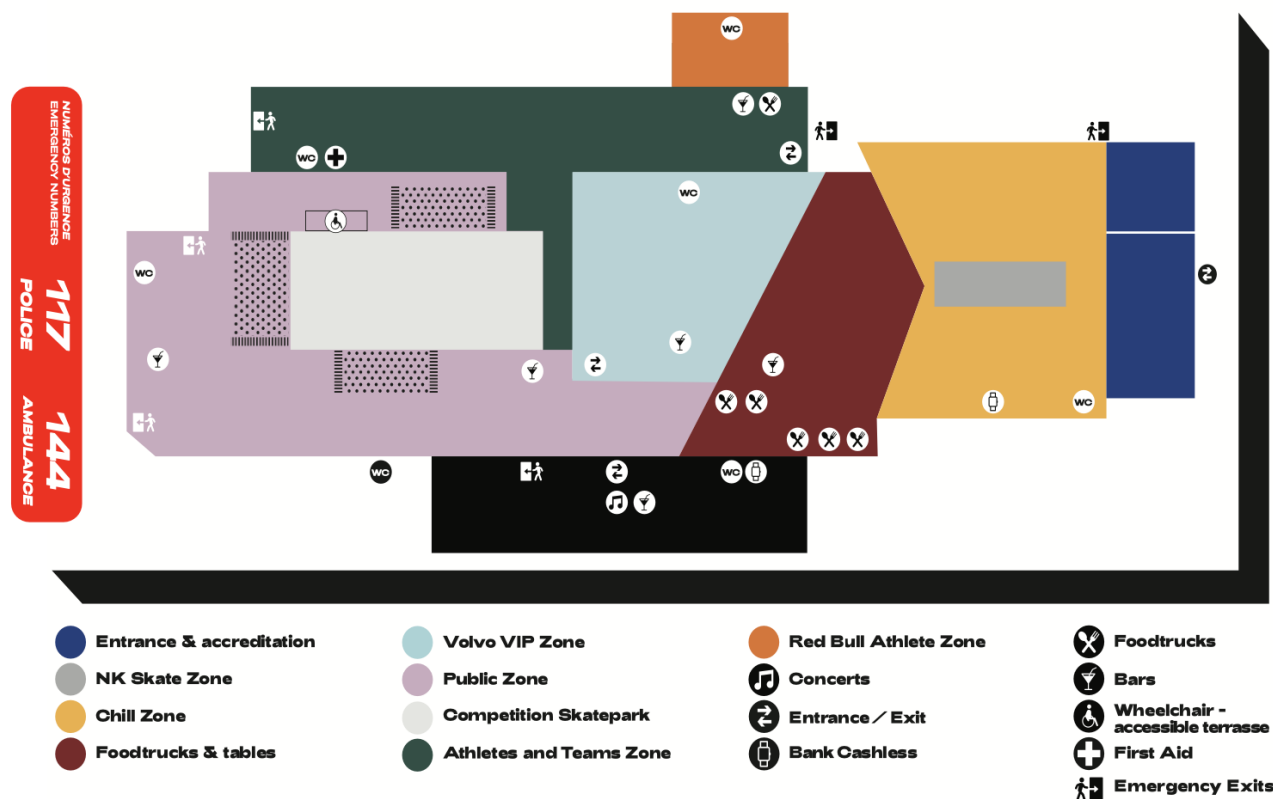 WC
NUMÉROS D'URGENCE
EMERGENCY NUMBERS
117
POLICE
144
AMBULANCE
WC
WC
WC
WC
WC
WC
Entrance & accreditation
NK Skate Zone
Chill Zone
Foodtrucks & tables
Volvo VIP Zone
Public Zone
Competition Skatepark
Athletes and Teams Zone
Red Bull Athlete Zone
Concerts
Entrance / Exit
Bank Cashless
Foodtrucks
Bars
Wheelchair -
accessible terrasse
First Aid
Emergency Exits